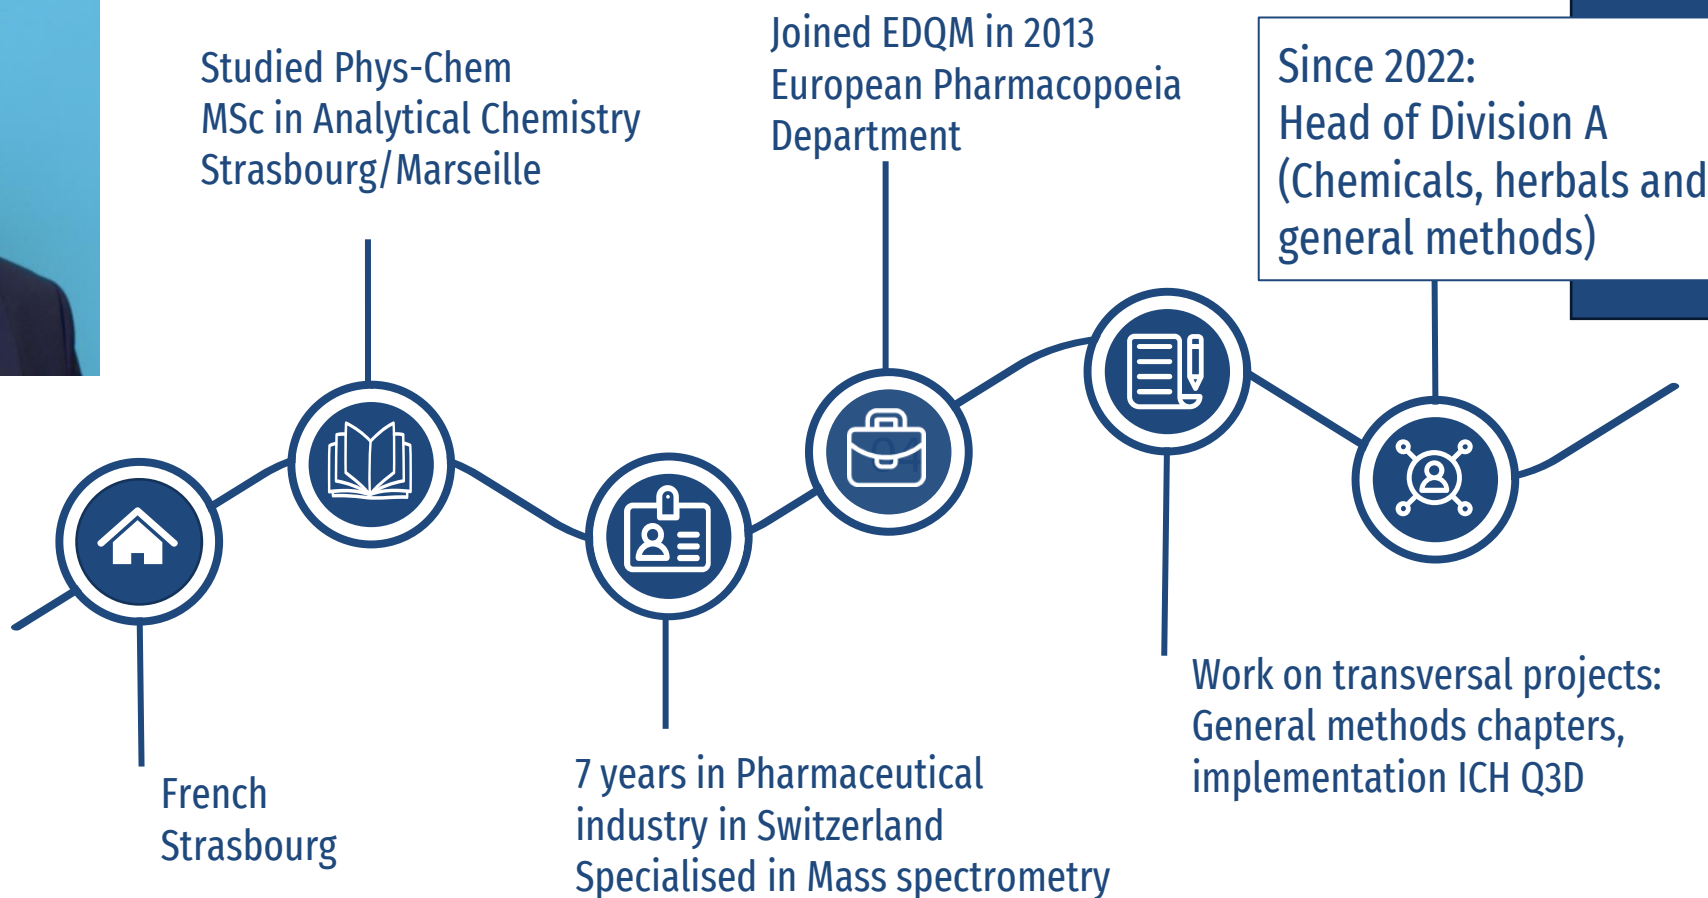 French
Strasbourg
Studied Phys-Chem
MSc in Analytical Chemistry
Strasbourg/Marseille
7 years in Pharmaceutical
industry in Switzerland
Specialised in Mass spectrometry
Joined EDQM in 2013
European Pharmacopoeia
Department
04
Work on transversal projects:
General methods chapters,
implementation ICH Q3D
Since 2022:
Head of Division A
(Chemicals, herbals and
general methods)